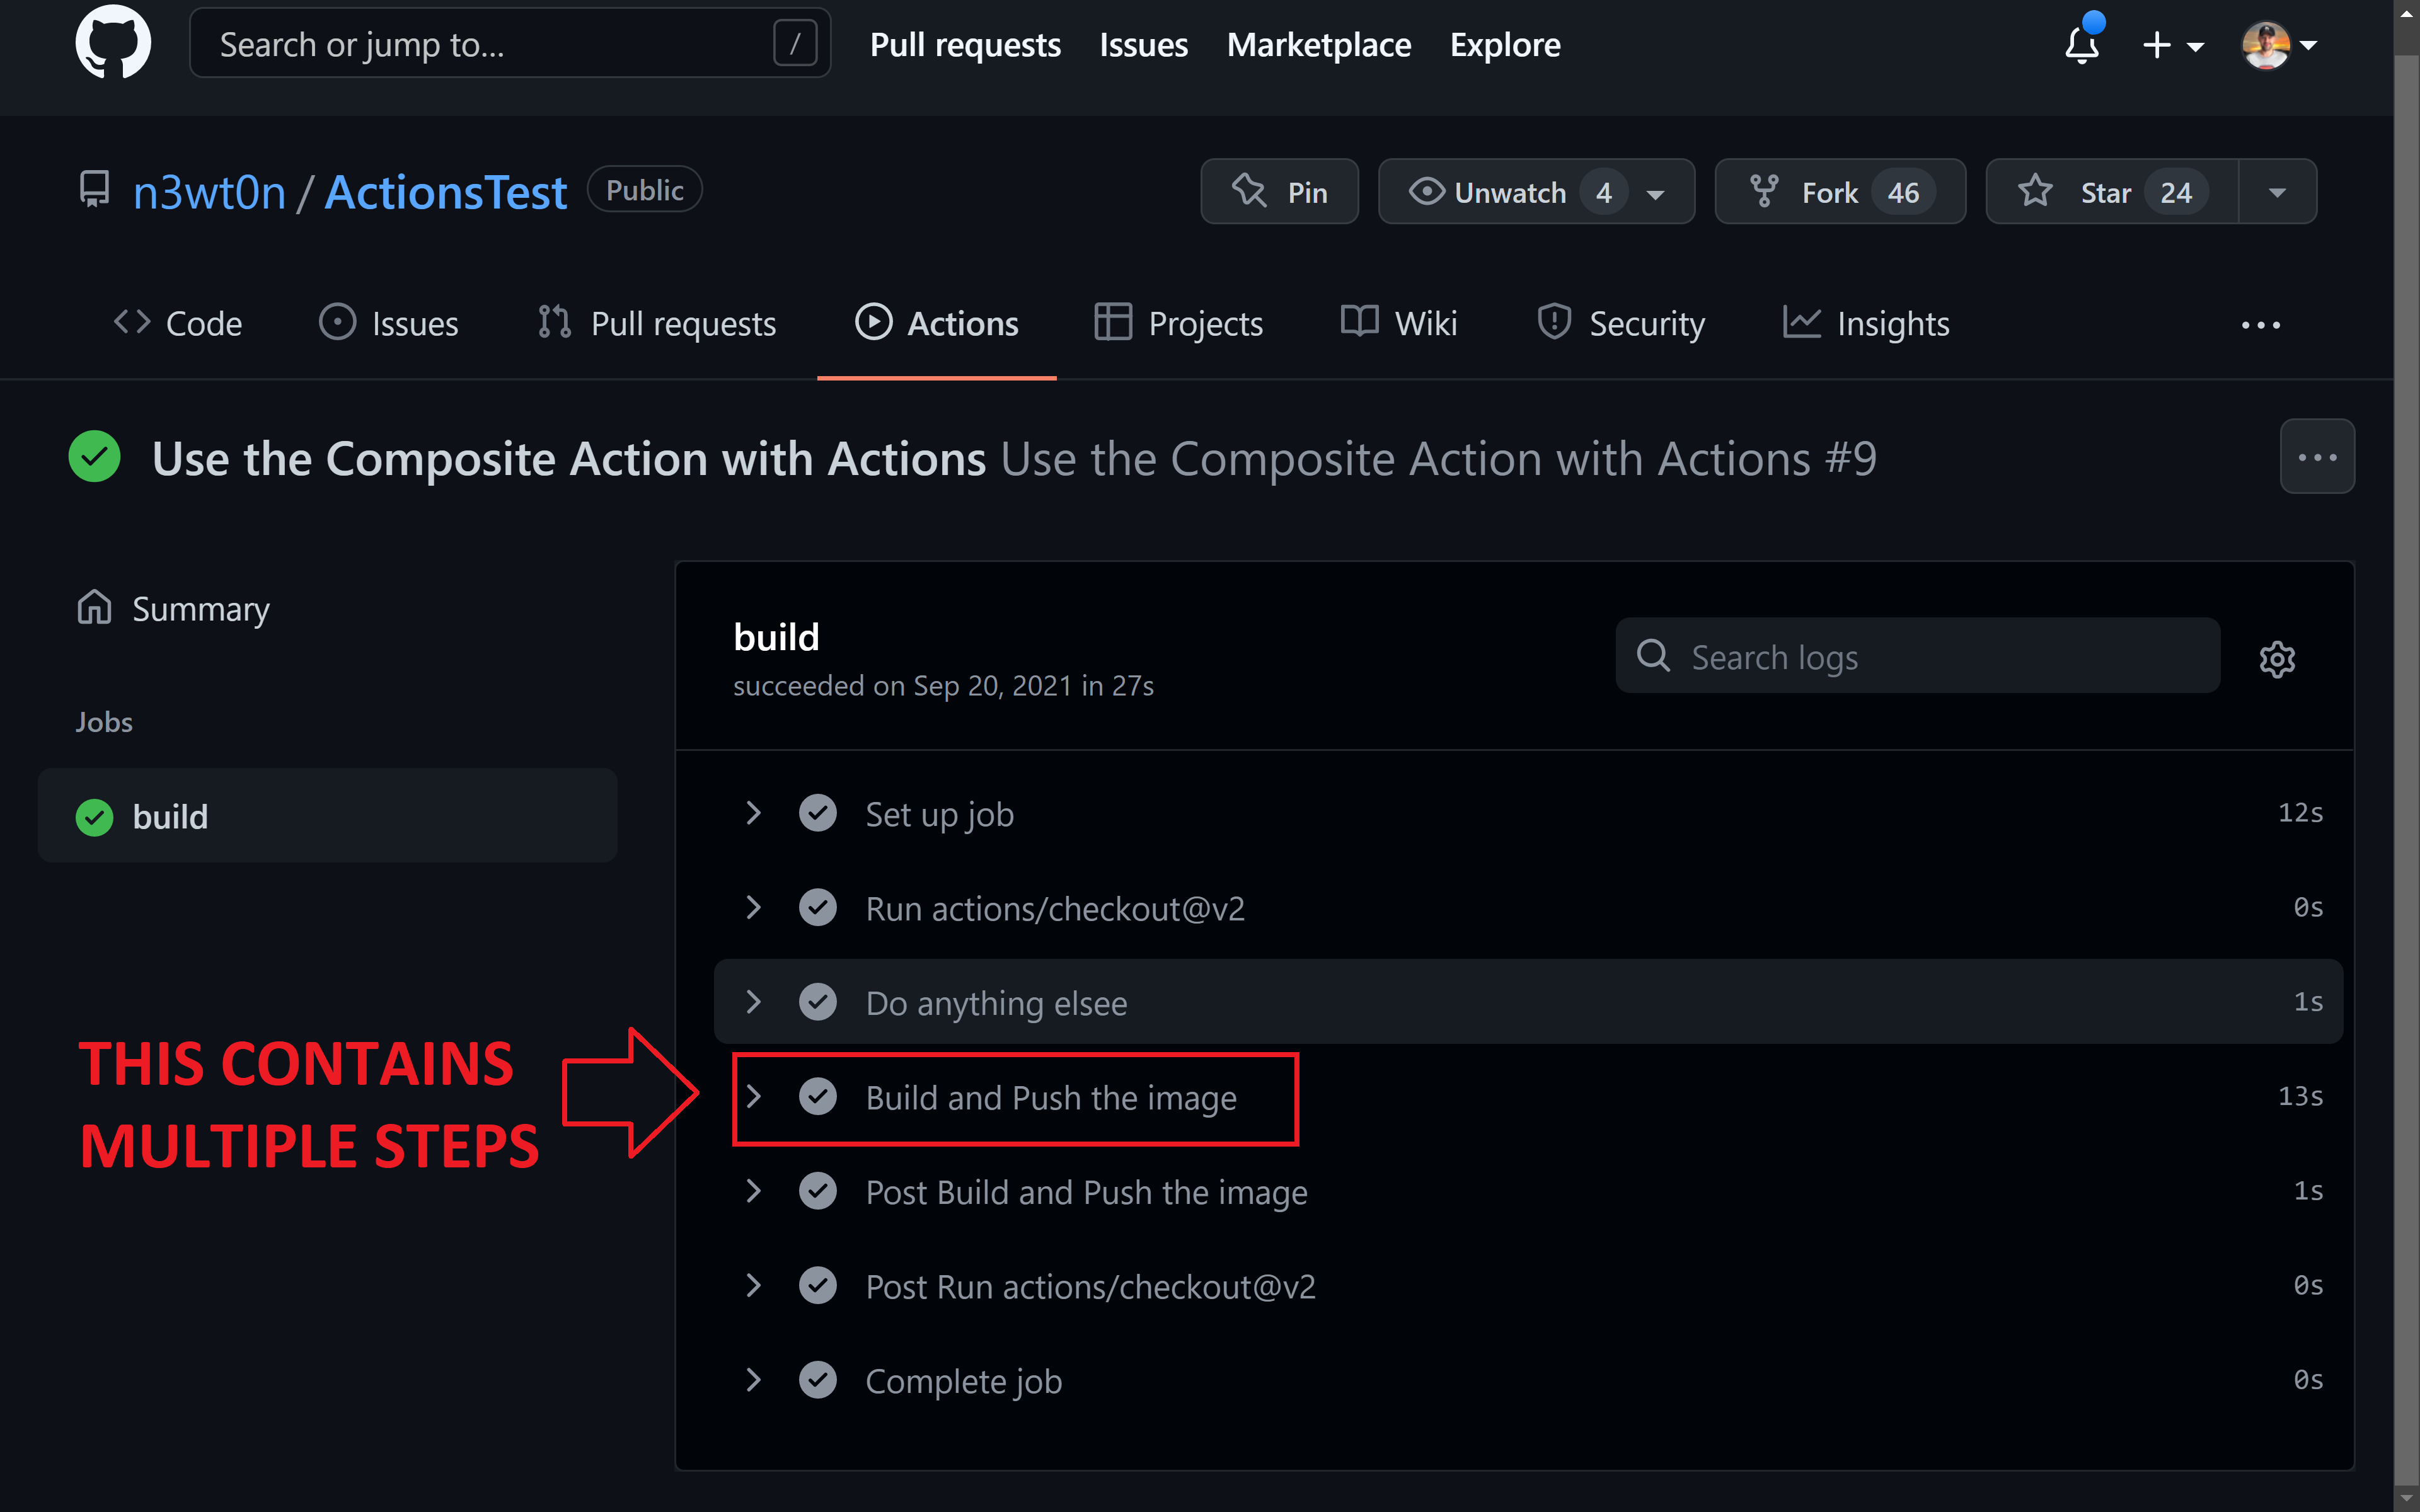 Search or jump to... /
Pull requests Issues Marketplace Explore
n3wt0n / ActionsTest Public
Pin Unwatch 4 Fork 46 Star 24
Code Issues Pull requests Actions Projects Wiki Security Insights
Use the Composite Action with Actions Use the Composite Action with Actions #9
Summary
Jobs
build
build
succeeded on Sep 20, 2021 in 27s
Search logs
Set up job 12s
Run actions/checkout@v2 0s
Do anything elsee 1s
THIS CONTAINS
MULTIPLE STEPS
Build and Push the image 13s
Post Build and Push the image 1s
Post Run actions/checkout@v2 0s
Complete job 0s